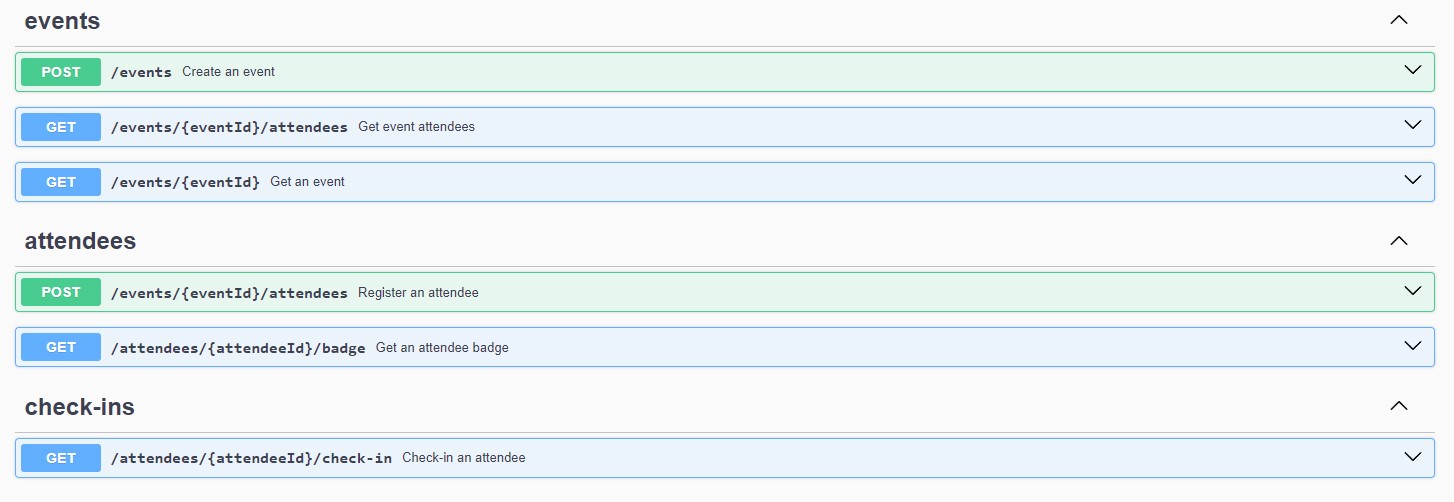 events
POST /events Create an event
GET /events/{eventId}/attendees Get event attendees
GET /events/{eventId} Get an event
attendees
POST /events/{eventId}/attendees Register an attendee
GET /attendees/{attendeeId}/badge Get an attendee badge
check-ins
GET /attendees/{attendeeId}/check-in Check-in an attendee